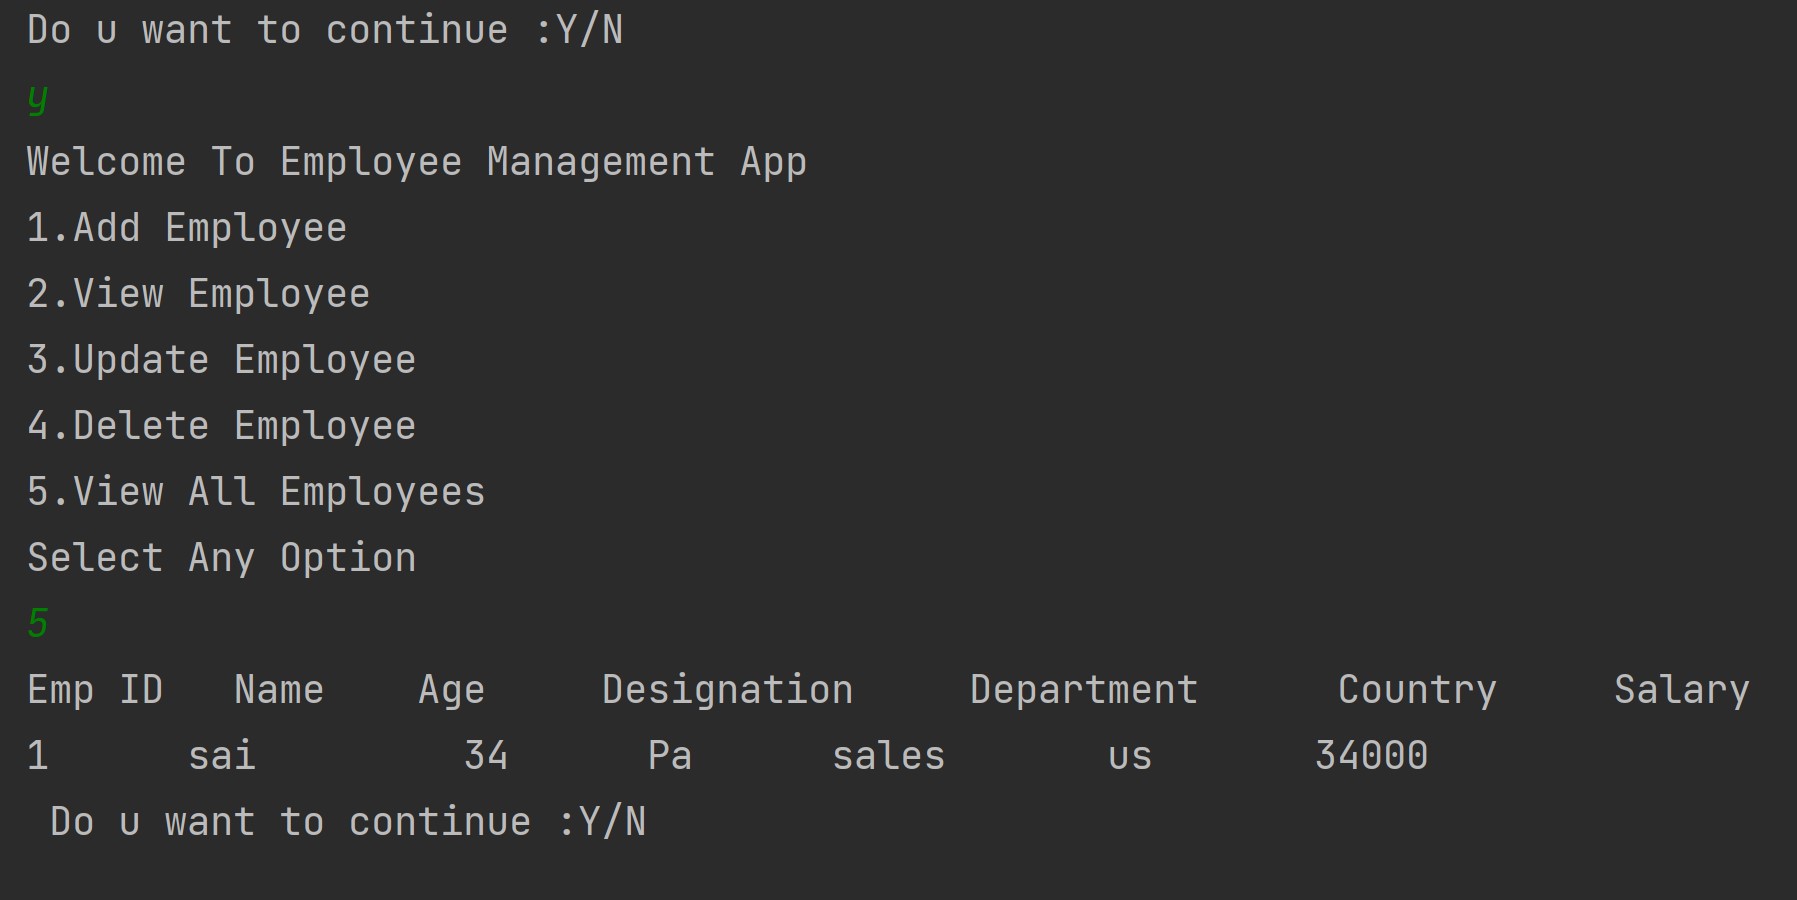 Do u want to continue :Y/N
y
Welcome To Employee Management App
1.Add Employee
2.View Employee
3.Update Employee
4.Delete Employee
5.View All Employees
Select Any Option
5
Emp ID   Name    Age     Designation     Department      Country     Salary
1      sai         34      Pa      sales       us       34000
 Do u want to continue :Y/N